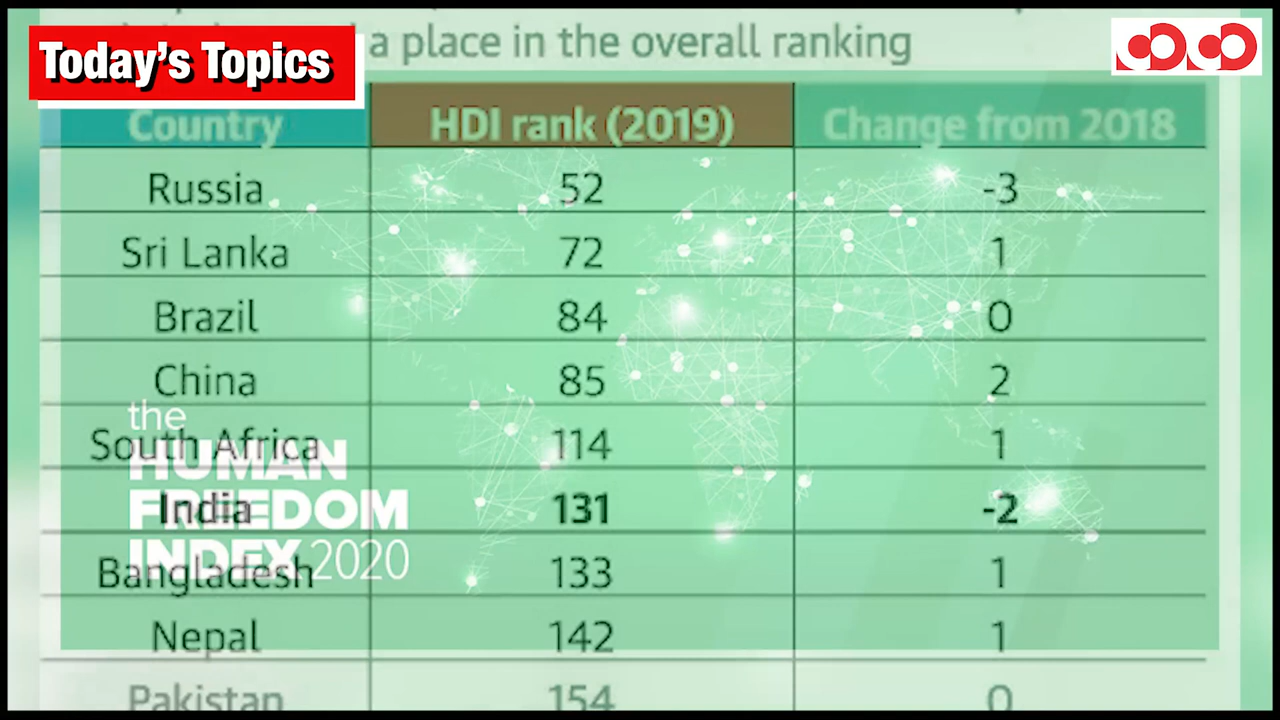 a place in the overall ranking
Today's Topics
Country HDI rank (2019) Change from 2018
Russia 52 -3
Sri Lanka 72 1
Brazil 84 0
China 85 2
the
South Africa 114 1
HUMAN
India 131 -2
FREEDOM
Bangladesh 133 1
INDEX 2020
Nepal 142 1
Pakistan 154 0